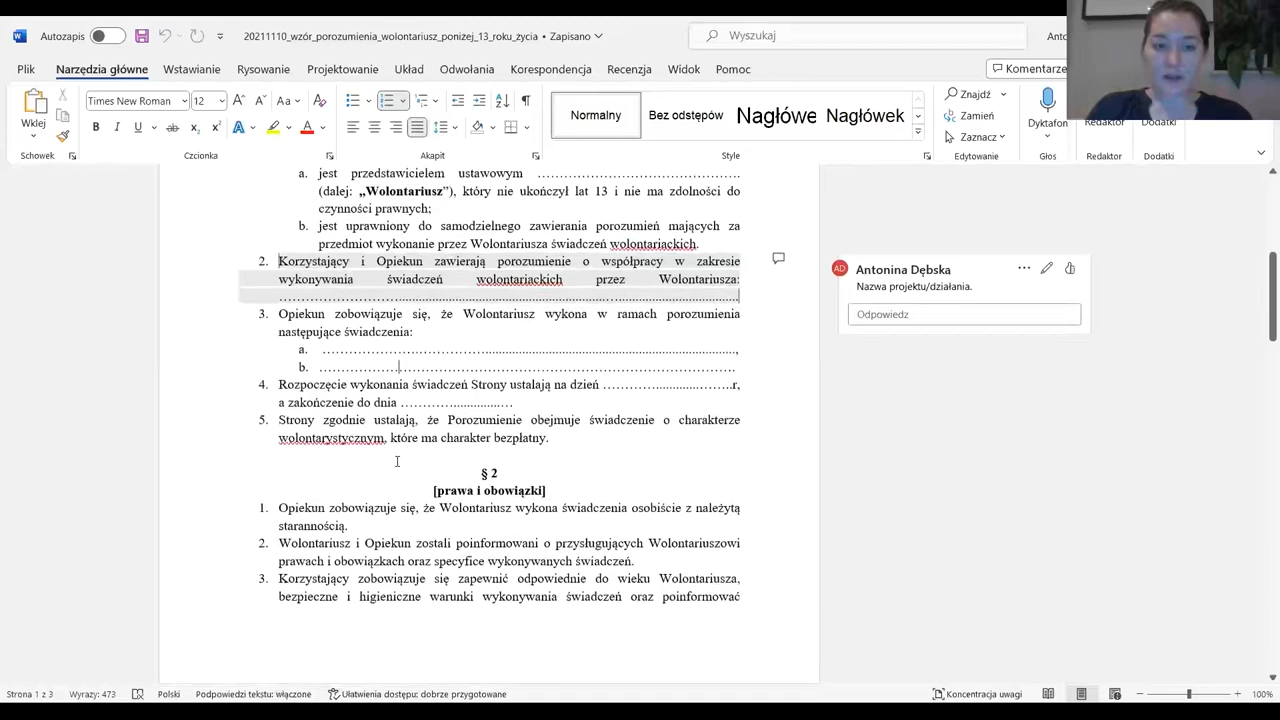 Autozapis
20211110_wzór_porozumienia_wolontariusz_poniżej_13_roku_życia • Zapisano
Wyszukaj
Plik Narzędzia główne Wstawianie Rysowanie Projektowanie Układ Odwołania Korespondencja Recenzja Widok Pomoc
Komentarze
Wklej
Times New Roman 12
Normalny Bez odstępów Nagłówe Nagłówek
Znajdź
Zamień
Zaznacz
Dyktafon
Redaktor
Dodatki
Schowek Czcionka Akapit Style Edytowanie Głos Redaktor Dodatki
a. jest przedstawicielem ustawowym ……………………………………
(dalej: „Wolontariusz”), który nie ukończył lat 13 i nie ma zdolności do
czynności prawnych;
b. jest uprawniony do samodzielnego zawierania porozumień mających za
przedmiot wykonanie przez Wolontariusza świadczeń wolontariackich.
2. Korzystający i Opiekun zawierają porozumienie o współpracy w zakresie
wykonywania świadczeń wolontariackich przez Wolontariusza:
…………………................................................................................
3. Opiekun zobowiązuje się, że Wolontariusz wykona w ramach porozumienia
następujące świadczenia:
a. …………………………...............................................................,
b. ……………………………………………………………………….
4. Rozpoczęcie wykonania świadczeń Strony ustalają na dzień …………............……..r,
a zakończenie do dnia ………..............…
5. Strony zgodnie ustalają, że Porozumienie obejmuje świadczenie o charakterze
wolontarystycznym, które ma charakter bezpłatny.
§ 2
[prawa i obowiązki]
1. Opiekun zobowiązuje się, że Wolontariusz wykona świadczenia osobiście z należytą
starannością.
2. Wolontariusz i Opiekun zostali poinformowani o przysługujących Wolontariuszowi
prawach i obowiązkach oraz specyfice wykonywanych świadczeń.
3. Korzystający zobowiązuje się zapewnić odpowiednie do wieku Wolontariusza,
bezpieczne i higieniczne warunki wykonywania świadczeń oraz poinformować
AD Antonina Dębska
Nazwa projektu/działania.
Odpowiedz
Strona 1 z 3 Wyrazy: 473 Polski Podpowiedzi tekstu: włączone Ułatwienia dostępu: dobrze przygotowane Koncentracja uwagi 100%